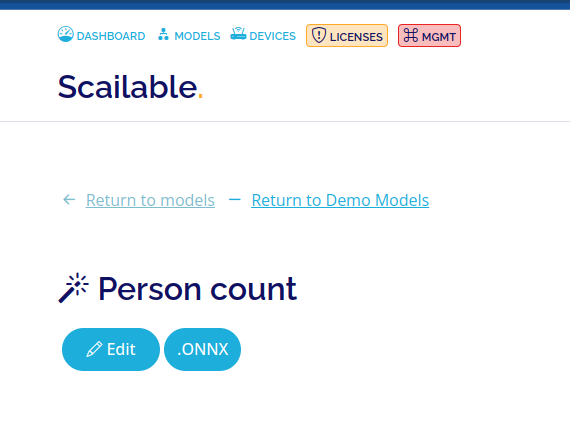 DASHBOARD MODELS DEVICES LICENSES MGMT
Scailable.
Return to models — Return to Demo Models
Person count
Edit .ONNX